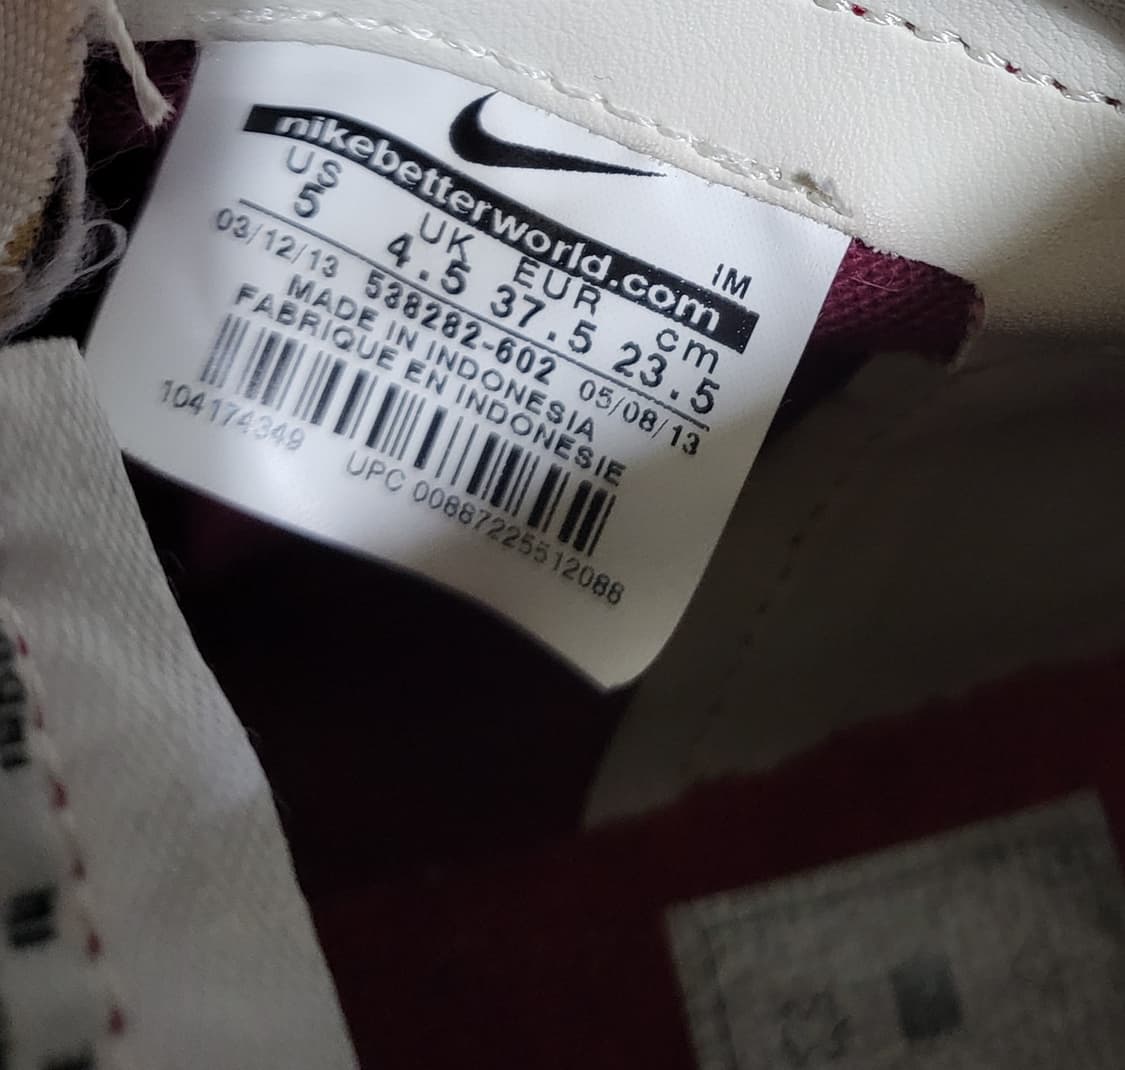 nikebetterworld.com
US UK EUR cm
5 4.5 37.5 23.5
1M
03/12/13 538282-602 05/08/13
MADE IN INDONESIA
FABRIQUE EN INDONESIE
104174349
UPC 00887225512088